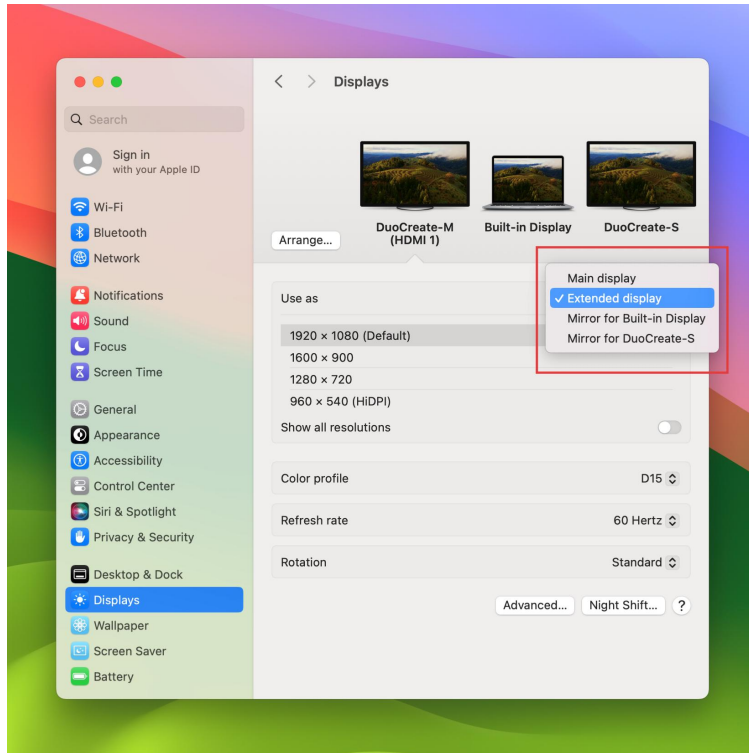 Displays
Search
Sign in
with your Apple ID
Wi-Fi
Bluetooth
Network
Notifications
Sound
Focus
Screen Time
General
Appearance
Accessibility
Control Center
Siri & Spotlight
Privacy & Security
Desktop & Dock
Displays
Wallpaper
Screen Saver
Battery
Arrange...
DuoCreate-M
(HDMI 1)
Built-in Display
DuoCreate-S
Use as
Main display
✓ Extended display
Mirror for Built-in Display
Mirror for DuoCreate-S
1920 × 1080 (Default)
1600 × 900
1280 × 720
960 × 540 (HiDPI)
Show all resolutions
Color profile
D15
Refresh rate
60 Hertz
Rotation
Standard
Advanced...
Night Shift...
?